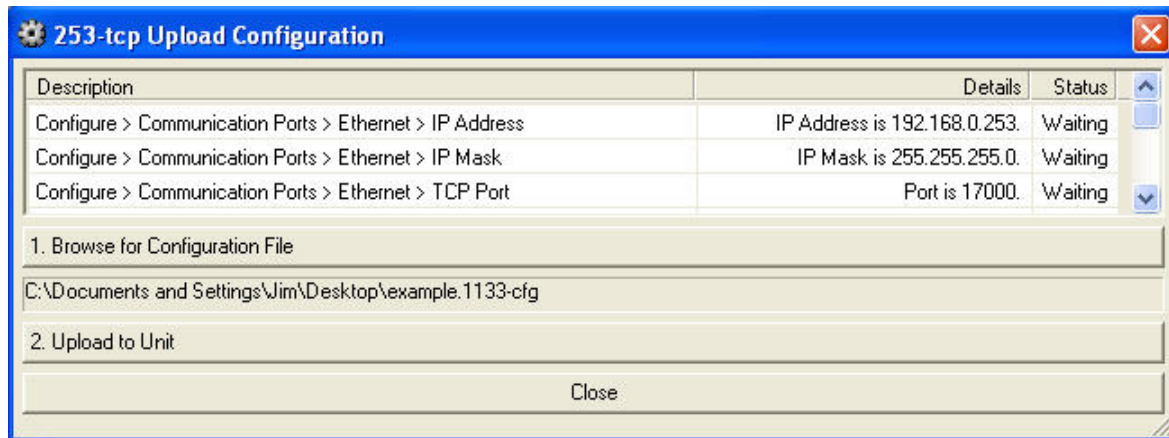 253-tcp Upload Configuration
Description Details Status
Configure > Communication Ports > Ethernet > IP Address IP Address is 192.168.0.253. Waiting
Configure > Communication Ports > Ethernet > IP Mask IP Mask is 255.255.255.0. Waiting
Configure > Communication Ports > Ethernet > TCP Port Port is 17000. Waiting
1. Browse for Configuration File
C:\Documents and Settings\Jim\Desktop\example.1133-cfg
2. Upload to Unit
Close